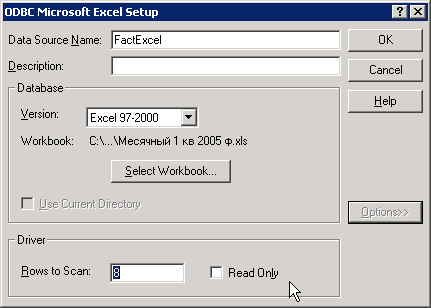 ODBC Microsoft Excel Setup
Data Source Name: FactExcel OK
Description: Cancel
Database Help
Version: Excel 97-2000
Workbook: C:\...\Месячный 1 кв 2005 ф.xls
Select Workbook...
Use Current Directory
Options>>
Driver
Rows to Scan: 8 Read Only